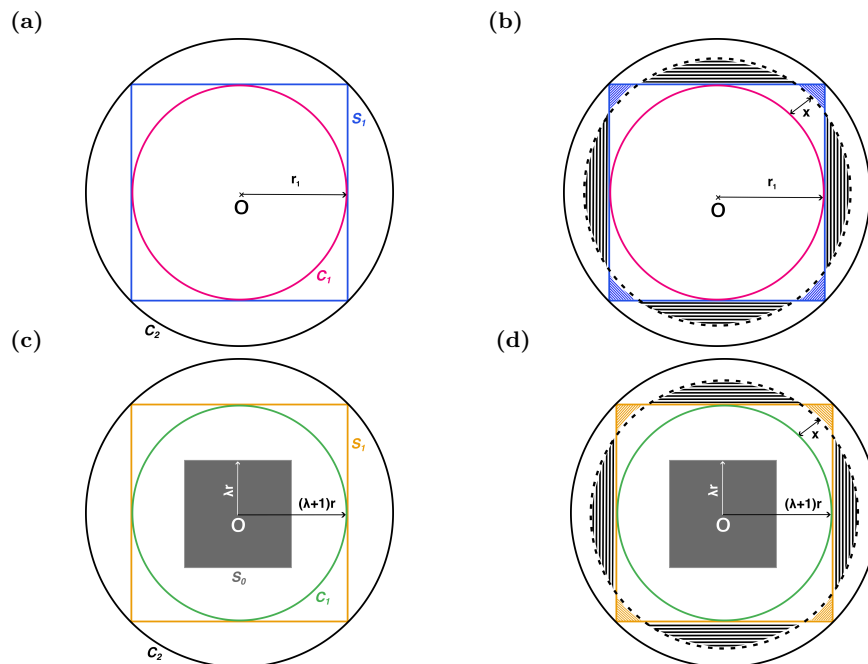 (a)
S₁
r₁
O
C₁
C₂
(b)
x
r₁
O
(c)
S₁
λr
(λ+1)r
O
S₀
C₁
C₂
(d)
x
λr
(λ+1)r
O